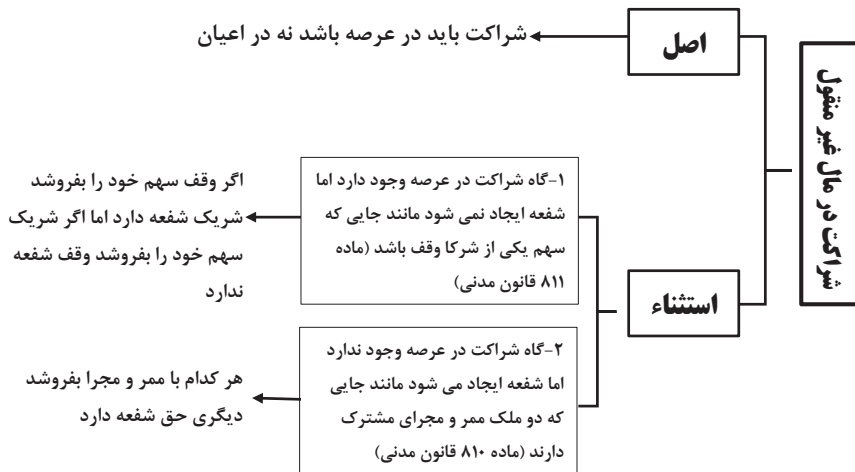 شراکت در مال غیر منقول
اصل
شراکت باید در عرصه باشد نه در اعیان
استثناء
۱-گاه شراکت در عرصه وجود دارد اما
شفعه ایجاد نمی شود مانند جایی که
سهم یکی از شرکا وقف باشد (ماده
۸۱۱ قانون مدنی)
اگر وقف سهم خود را بفروشد
شریک شفعه دارد اما اگر شریک
سهم خود را بفروشد وقف شفعه
ندارد
۲-گاه شراکت در عرصه وجود ندارد
اما شفعه ایجاد می شود مانند جایی
که دو ملک ممر و مجرای مشترک
دارند (ماده ۸۱۰ قانون مدنی)
هر کدام با ممر و مجرا بفروشد
دیگری حق شفعه دارد